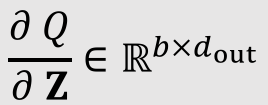 ∂ Q / ∂ 𝐙 ∈ ℝ^{b×d_out}